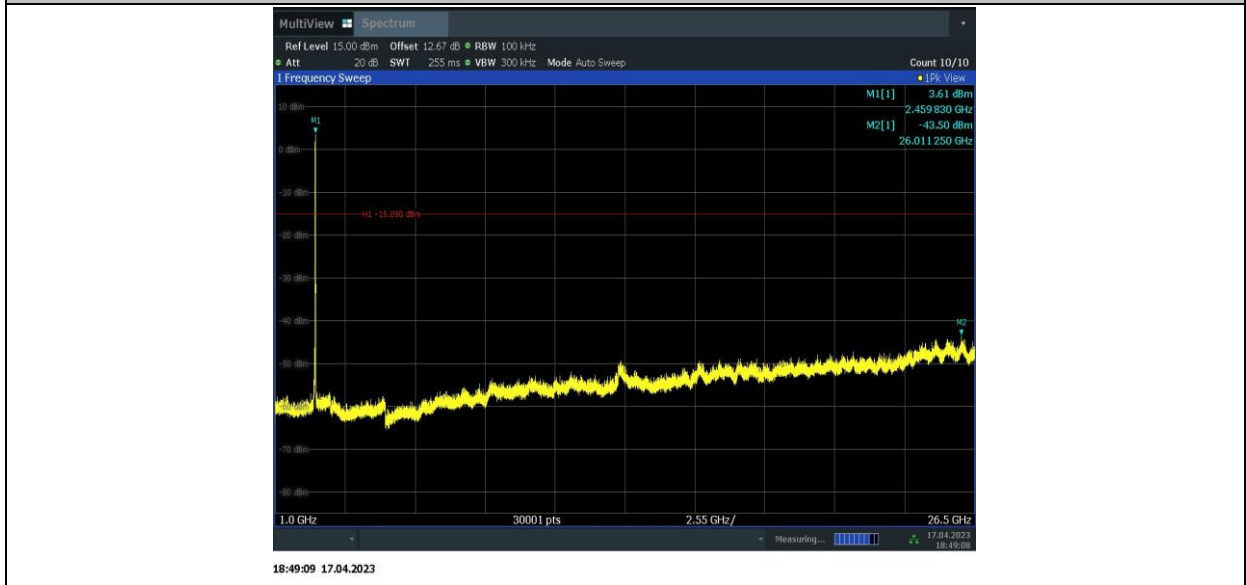 MultiView Spectrum
Ref Level 15.00 dBm Offset 12.67 dB RBW 100 kHz
Att 20 dB SWT 255 ms VBW 300 kHz Mode Auto Sweep Count 10/10
1 Frequency Sweep 1Pk View
M1[1] 3.61 dBm
2.459 830 GHz
M2[1] -43.50 dBm
26.011 250 GHz
10 dBm
M1
0 dBm
-10 dBm
H1 -15.090 dBm
-20 dBm
-30 dBm
-40 dBm
M2
-50 dBm
-70 dBm
-80 dBm
1.0 GHz 30001 pts 2.55 GHz/ 26.5 GHz
Measuring... 17.04.2023
18:49:08
18:49:09 17.04.2023